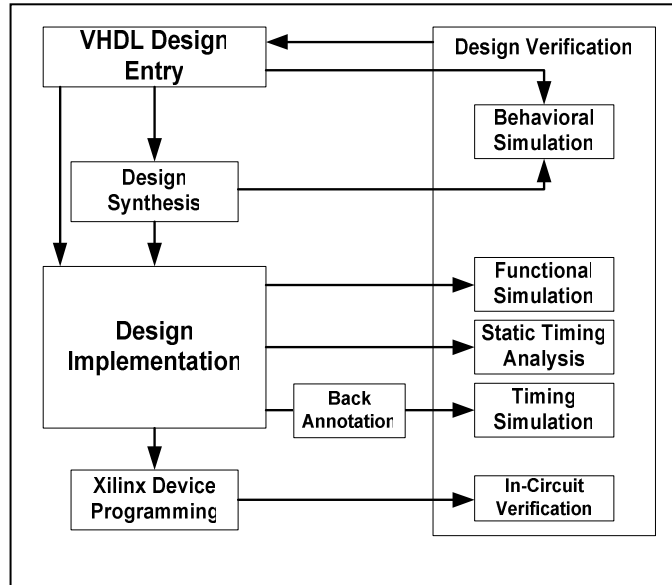 VHDL Design
Entry
Design Verification
Behavioral
Simulation
Design
Synthesis
Functional
Simulation
Design
Implementation
Static Timing
Analysis
Back
Annotation
Timing
Simulation
Xilinx Device
Programming
In-Circuit
Verification